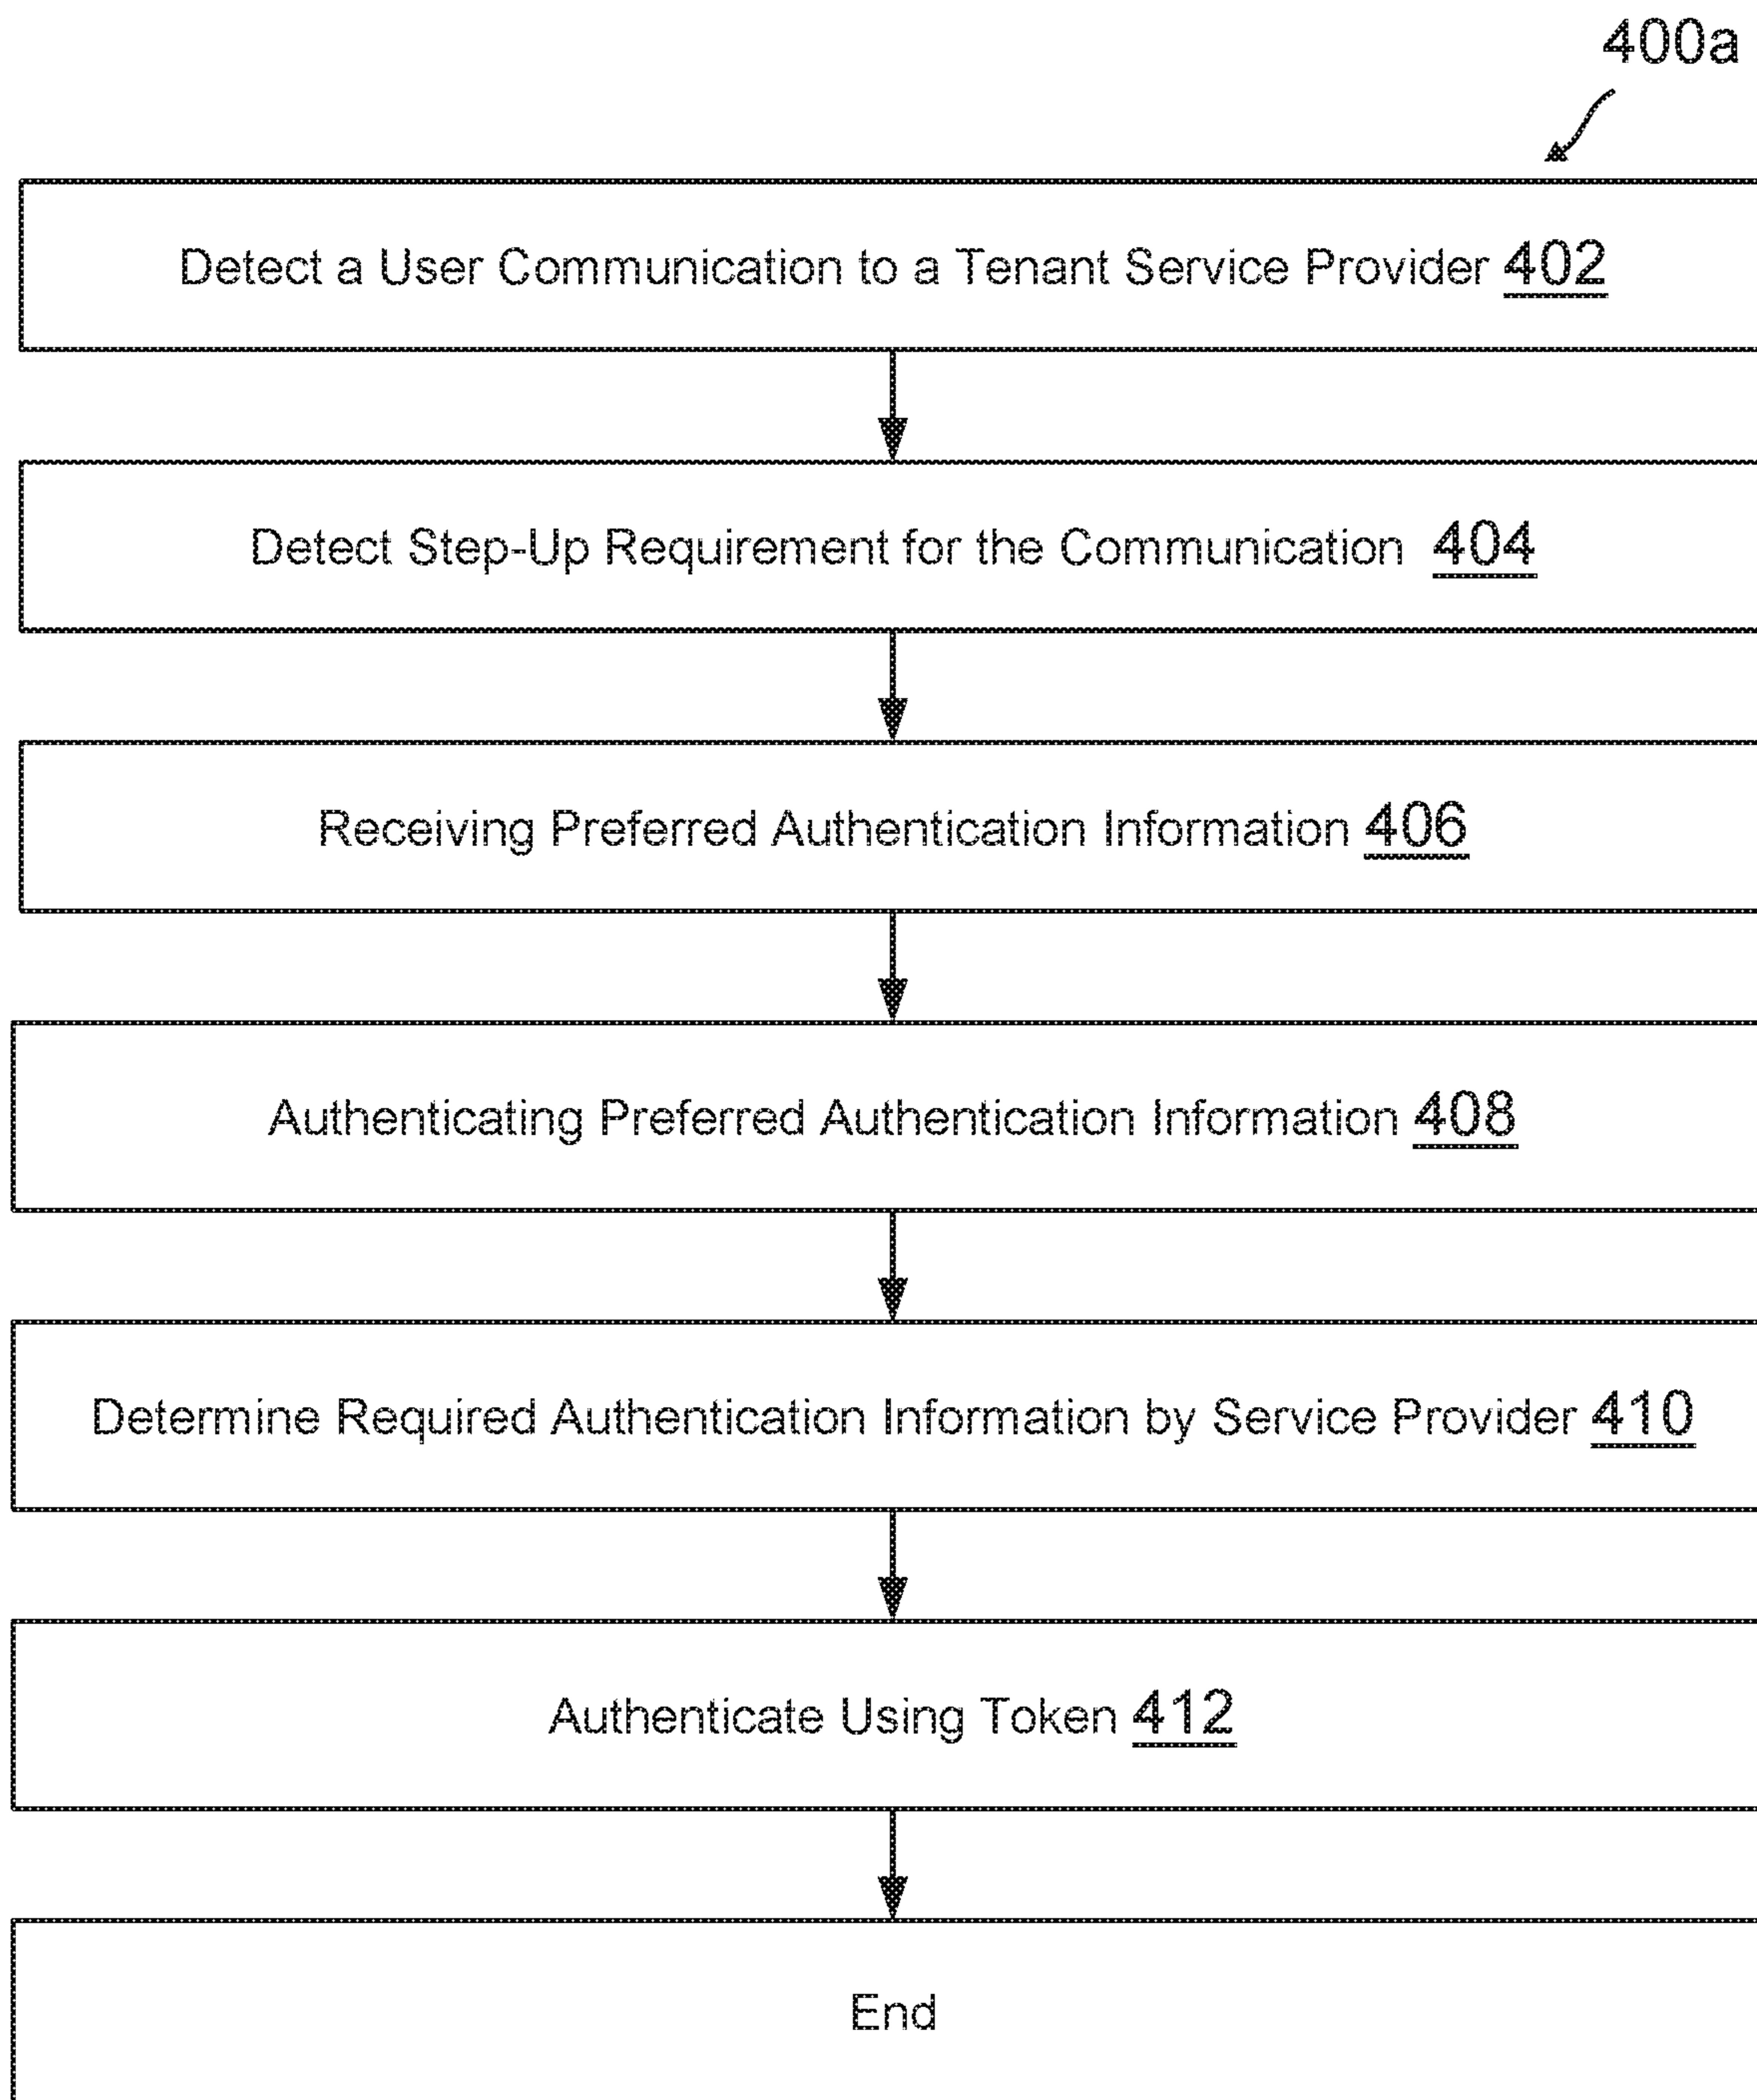 400a
Detect a User Communication to a Tenant Service Provider 402
Detect Step-Up Requirement for the Communication 404
Receiving Preferred Authentication Information 406
Authenticating Preferred Authentication Information 408
Determine Required Authentication Information by Service Provider 410
Authenticate Using Token 412
End